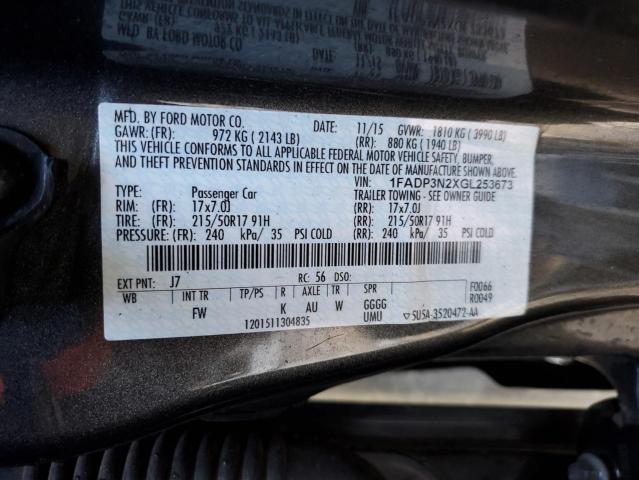 MFD. BY FORD MOTOR CO. DATE: 11/15 GVWR: 1810 KG ( 3990 LB)
GAWR: (FR): 972 KG ( 2143 LB) (RR): 880 KG ( 1940 LB)
THIS VEHICLE CONFORMS TO ALL APPLICABLE FEDERAL MOTOR VEHICLE SAFETY, BUMPER,
AND THEFT PREVENTION STANDARDS IN EFFECT ON THE DATE OF MANUFACTURE SHOWN ABOVE.
VIN: 1FADP3N2XGL253673
TYPE: Passenger Car TRAILER TOWING - SEE OWNER GUIDE
RIM: (FR): 17x7.0J (RR): 17x7.0J
TIRE: (FR): 215/50R17 91H (RR): 215/50R17 91H
PRESSURE: (FR): 240 kPa/ 35 PSI COLD (RR): 240 kPa/ 35 PSI COLD
EXT PNT: J7 RC: 56 DSO: F0066
WB INT TR TP/PS R AXLE TR SPR R0049
FW K AU W GGGG
1201511304835 UMU ▽ 5U5A-3520472-AA